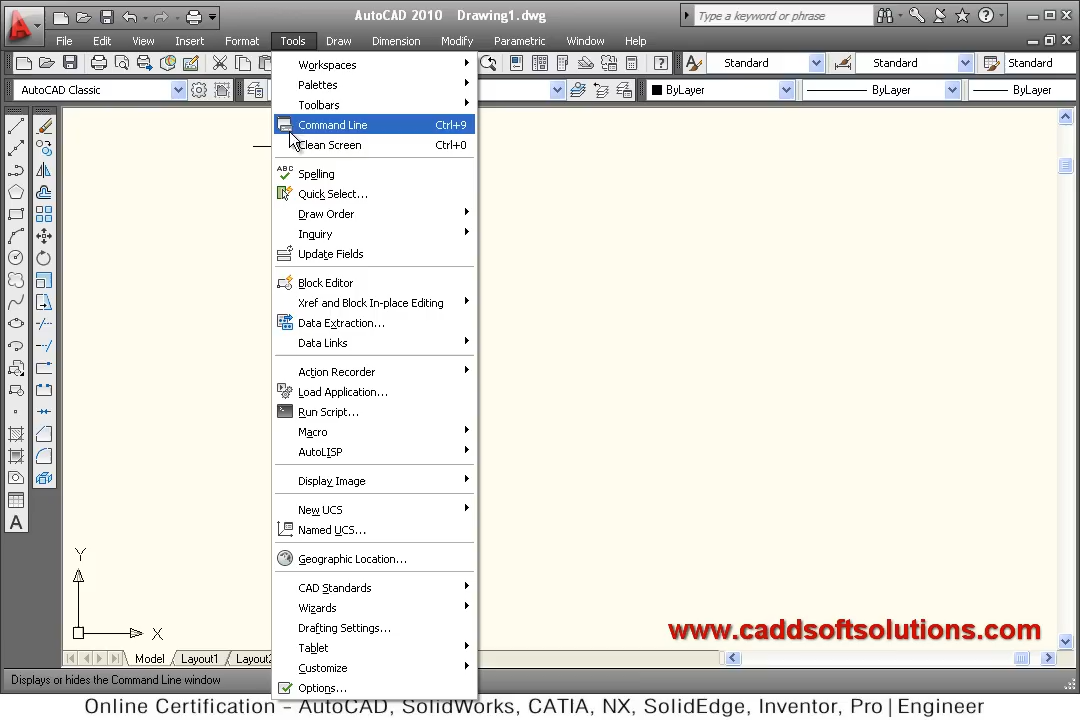 AutoCAD 2010 Drawing1.dwg
Type a keyword or phrase
File Edit View Insert Format Tools Draw Dimension Modify Parametric Window Help
Standard Standard Standard
AutoCAD Classic
ByLayer ByLayer ByLayer
Workspaces
Palettes
Toolbars
Command Line Ctrl+9
Clean Screen Ctrl+0
ABC Spelling
Quick Select...
Draw Order
Inquiry
Update Fields
Block Editor
Xref and Block In-place Editing
Data Extraction...
Data Links
Action Recorder
Load Application...
Run Script...
Macro
AutoLISP
Display Image
New UCS
Named UCS...
Geographic Location...
CAD Standards
Wizards
Drafting Settings...
Tablet
Customize
Options...
A
Y
X
www.caddsoftsolutions.com
Model Layout1 Layout2
Displays or hides the Command Line window
Online Certification - AutoCAD, SolidWorks, CATIA, NX, SolidEdge, Inventor, Pro|Engineer